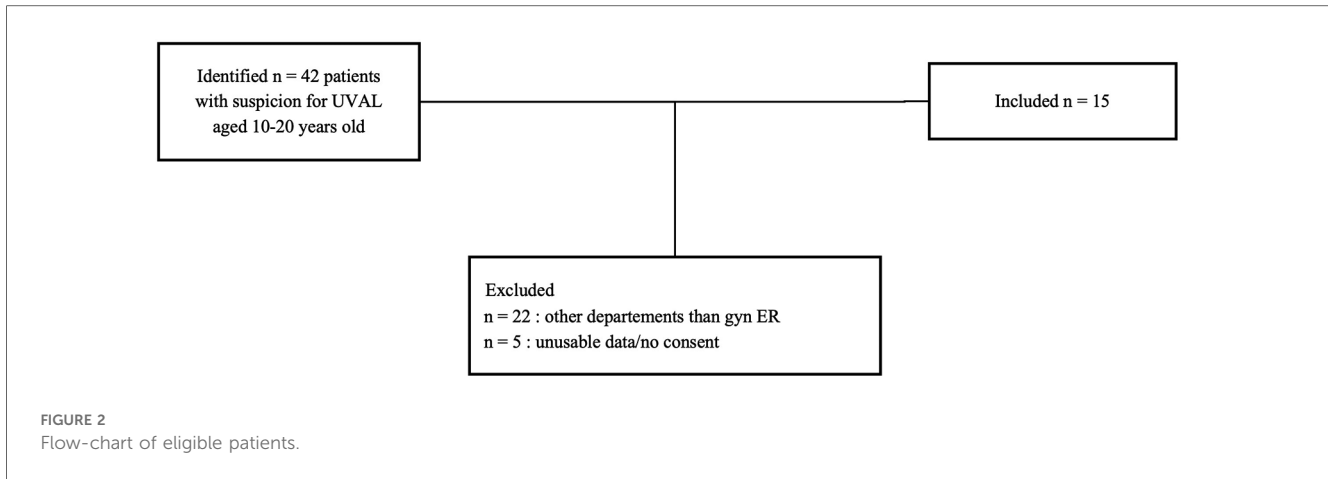 Identified n = 42 patients
with suspicion for UVAL
aged 10-20 years old
Included n = 15
Excluded
n = 22 : other departements than gyn ER
n = 5 : unusable data/no consent
FIGURE 2
Flow-chart of eligible patients.